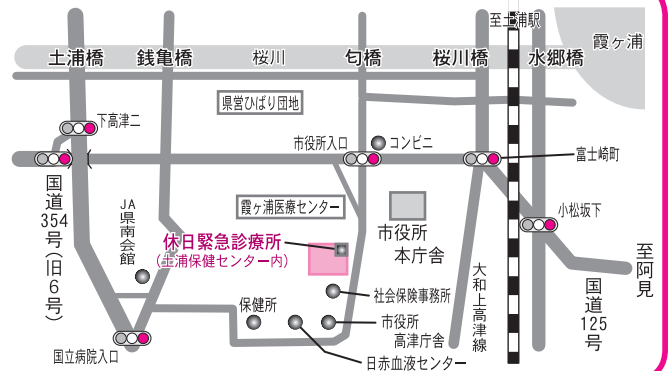 至土浦駅
霞ヶ浦
土浦橋
銭亀橋
桜川
匂橋
桜川橋
水郷橋
県営ひばり団地
下高津二
市役所入口
コンビニ
富士崎町
国道354号(旧6号)
JA県南会館
霞ヶ浦医療センター
市役所
本庁舎
小松坂下
休日緊急診療所
(土浦保健センター内)
至阿見
大和上高津線
国道125号
社会保険事務所
保健所
市役所
高津庁舎
国立病院入口
日赤血液センター